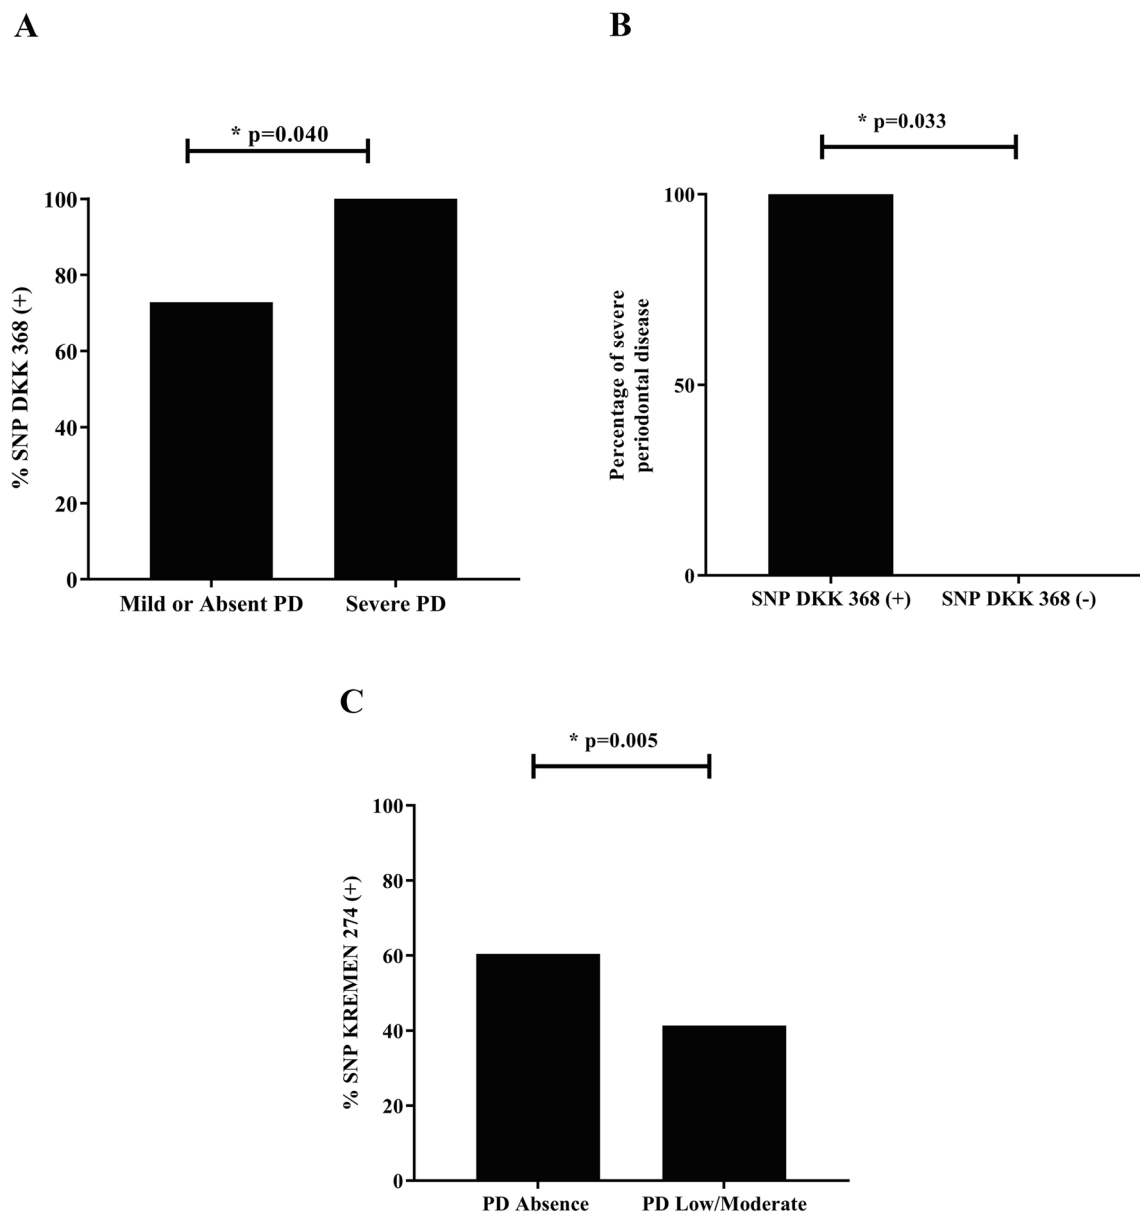 A
* p=0.040
% SNP DKK 368 (+)
100
80
60
40
20
0
Mild or Absent PD
Severe PD
B
* p=0.033
Percentage of severe
periodontal disease
100
50
0
SNP DKK 368 (+)
SNP DKK 368 (-)
C
* p=0.005
% SNP KREMEN 274 (+)
100
80
60
40
20
0
PD Absence
PD Low/Moderate